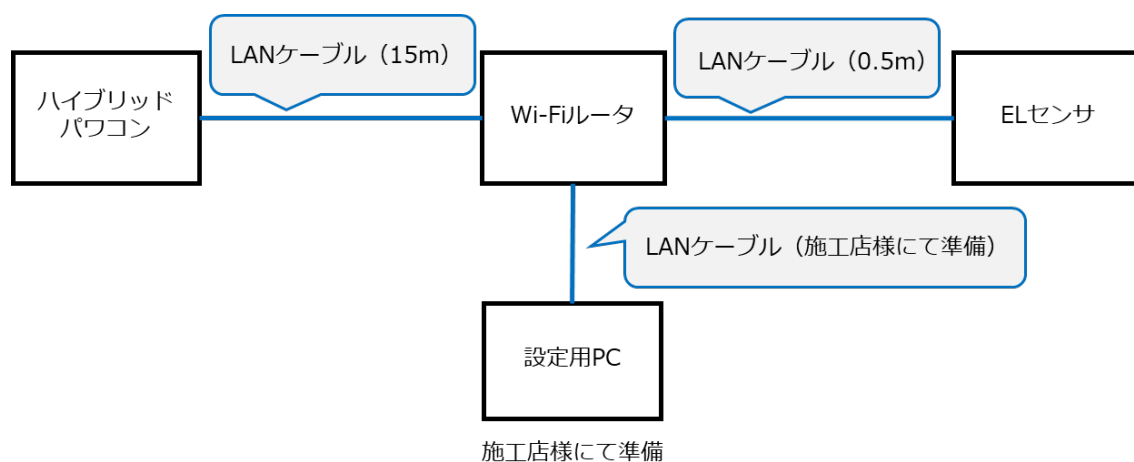 LANケーブル（15m）
LANケーブル（0.5m）
ハイブリッド
パワコン
Wi-Fiルータ
ELセンサ
LANケーブル（施工店様にて準備）
設定用PC
施工店様にて準備